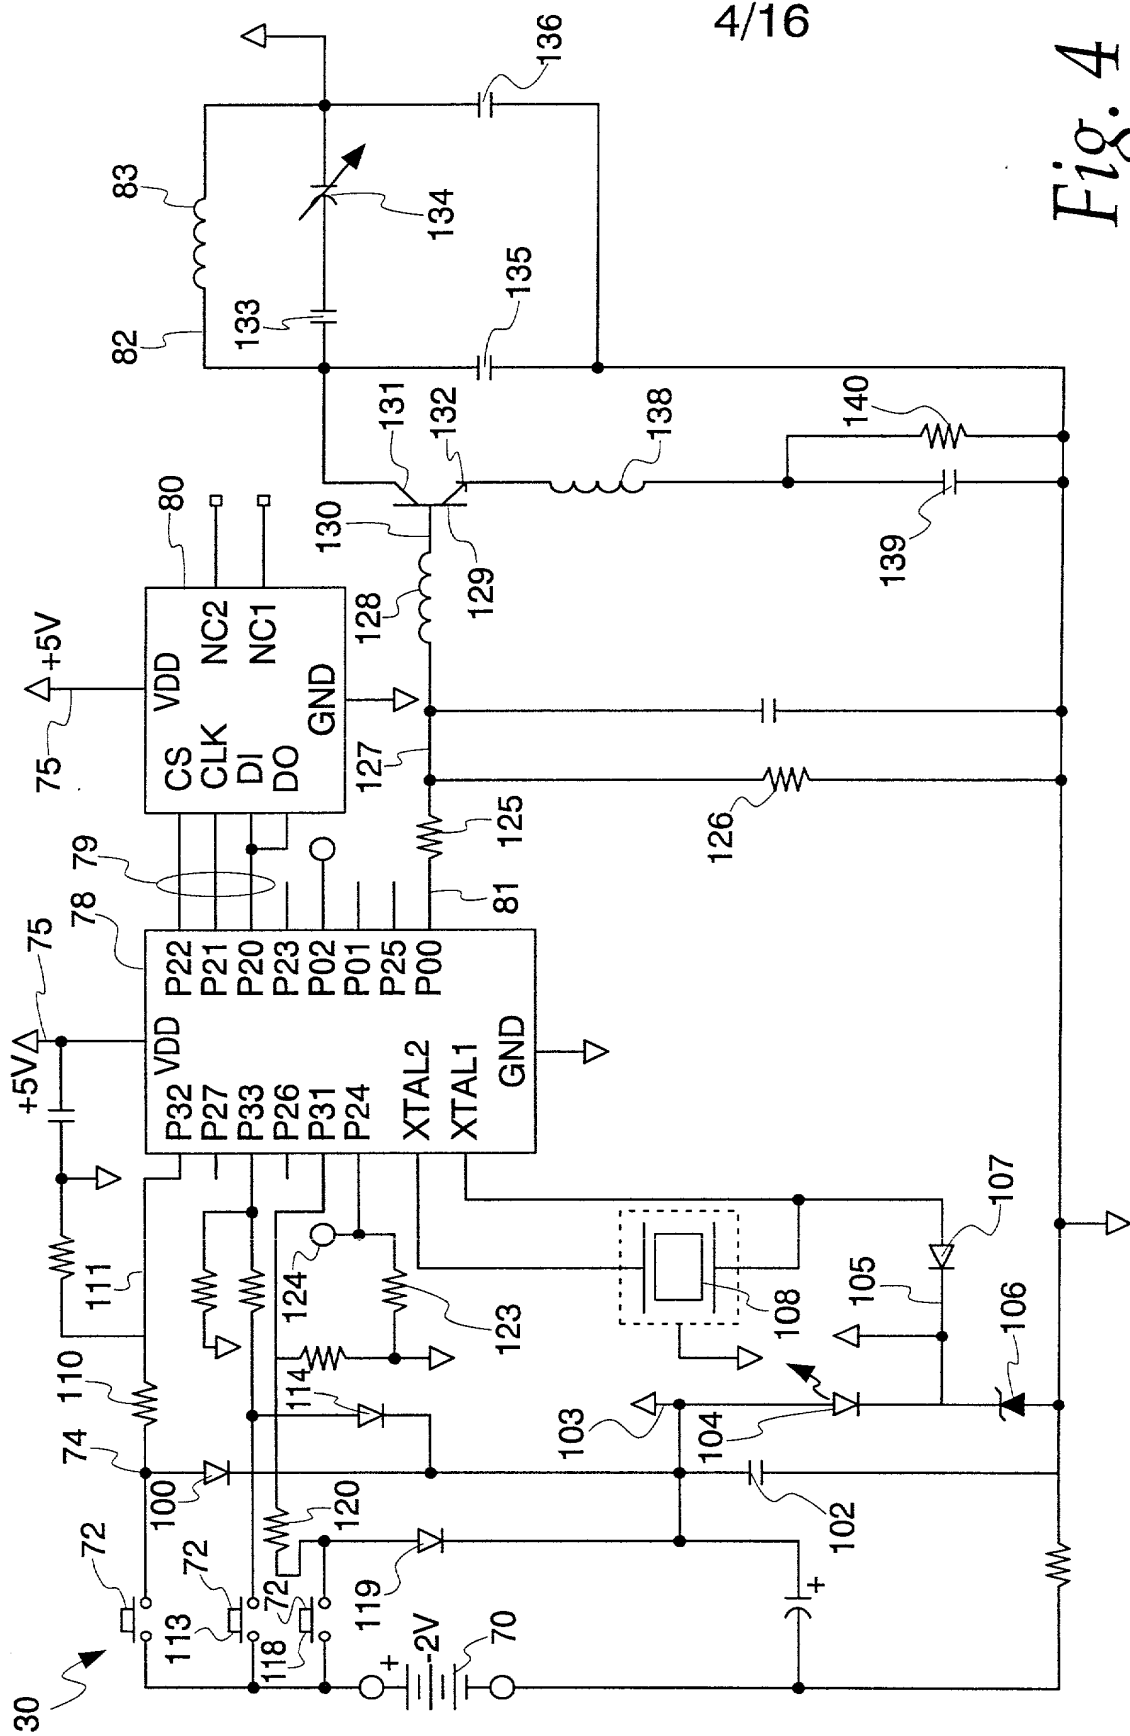 4/16
Fig. 4
30
72
113
72
118
72
-2V
+
70
74
100
110
111
114
119
120
124
123
102
+
103
104
105
106
107
108
+5V
75
78
VDD
P32
P27
P33
P26
P31
P24
XTAL2
XTAL1
GND
P22
P21
P20
P23
P02
P01
P25
P00
79
81
75
+5V
80
VDD
CS
CLK
DI
DO
GND
NC2
NC1
125
126
127
128
129
130
131
132
82
83
133
134
135
136
138
139
140